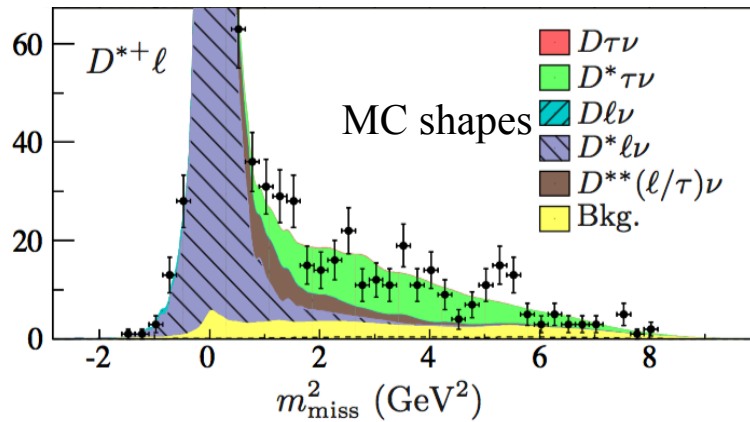 60
40
20
0
D*+ℓ
MC shapes
Dτν
D*τν
Dℓν
D*ℓν
D**(ℓ/τ)ν
Bkg.
-2 0 2 4 6 8
m²miss (GeV²)